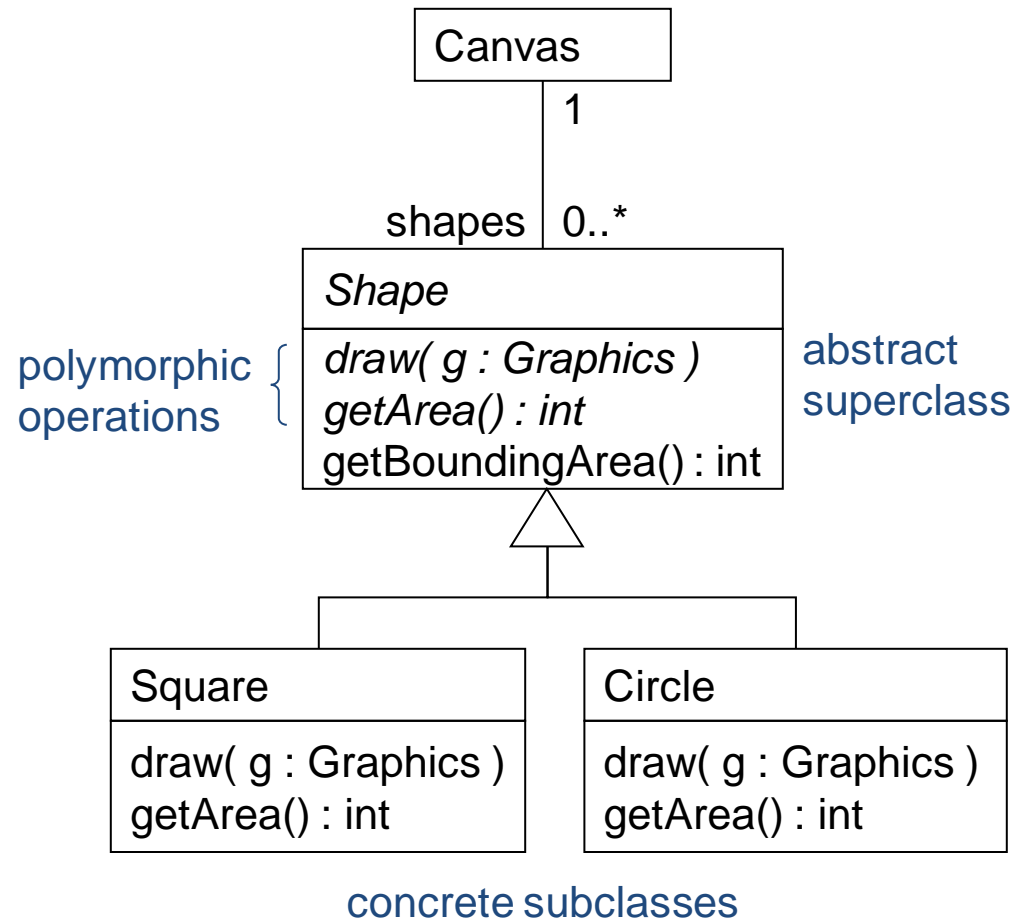 Canvas
1
shapes 0..*
Shape
polymorphic
operations
draw( g : Graphics )
getArea() : int
getBoundingArea() : int
abstract
superclass
Square
draw( g : Graphics )
getArea() : int
Circle
draw( g : Graphics )
getArea() : int
concrete subclasses